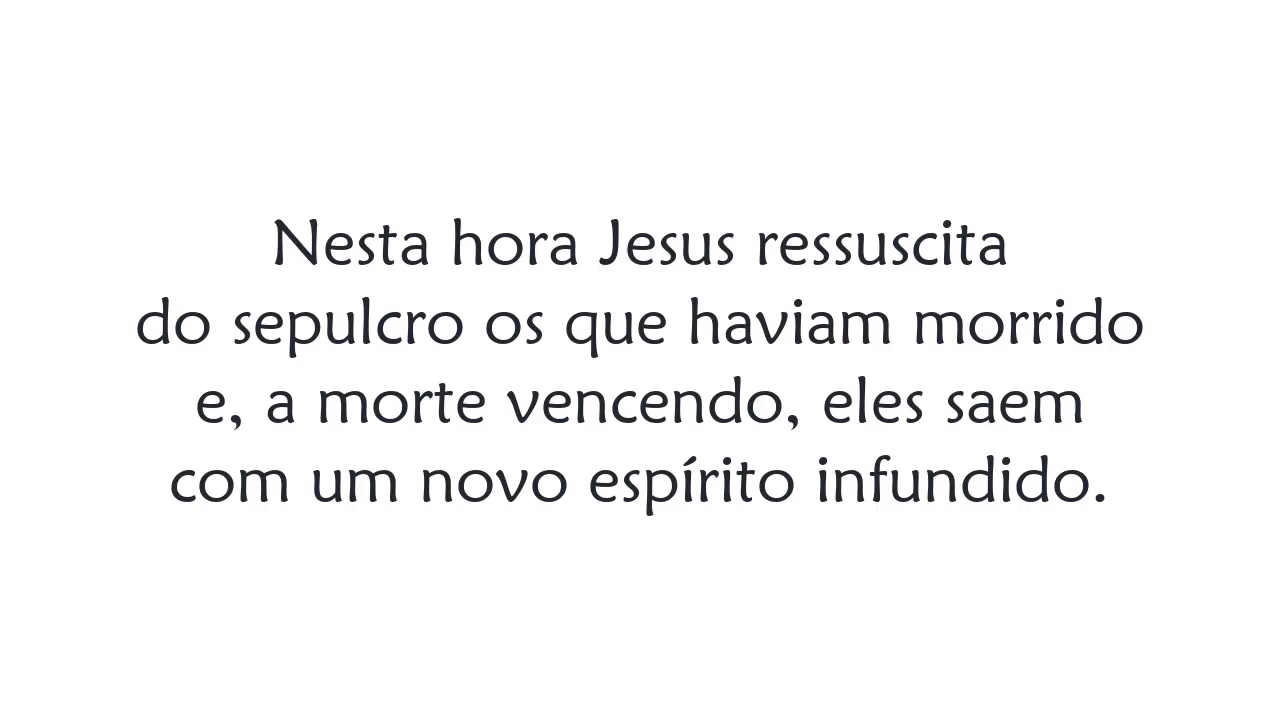 Nesta hora Jesus ressuscita
do sepulcro os que haviam morrido
e, a morte vencendo, eles saem
com um novo espírito infundido.